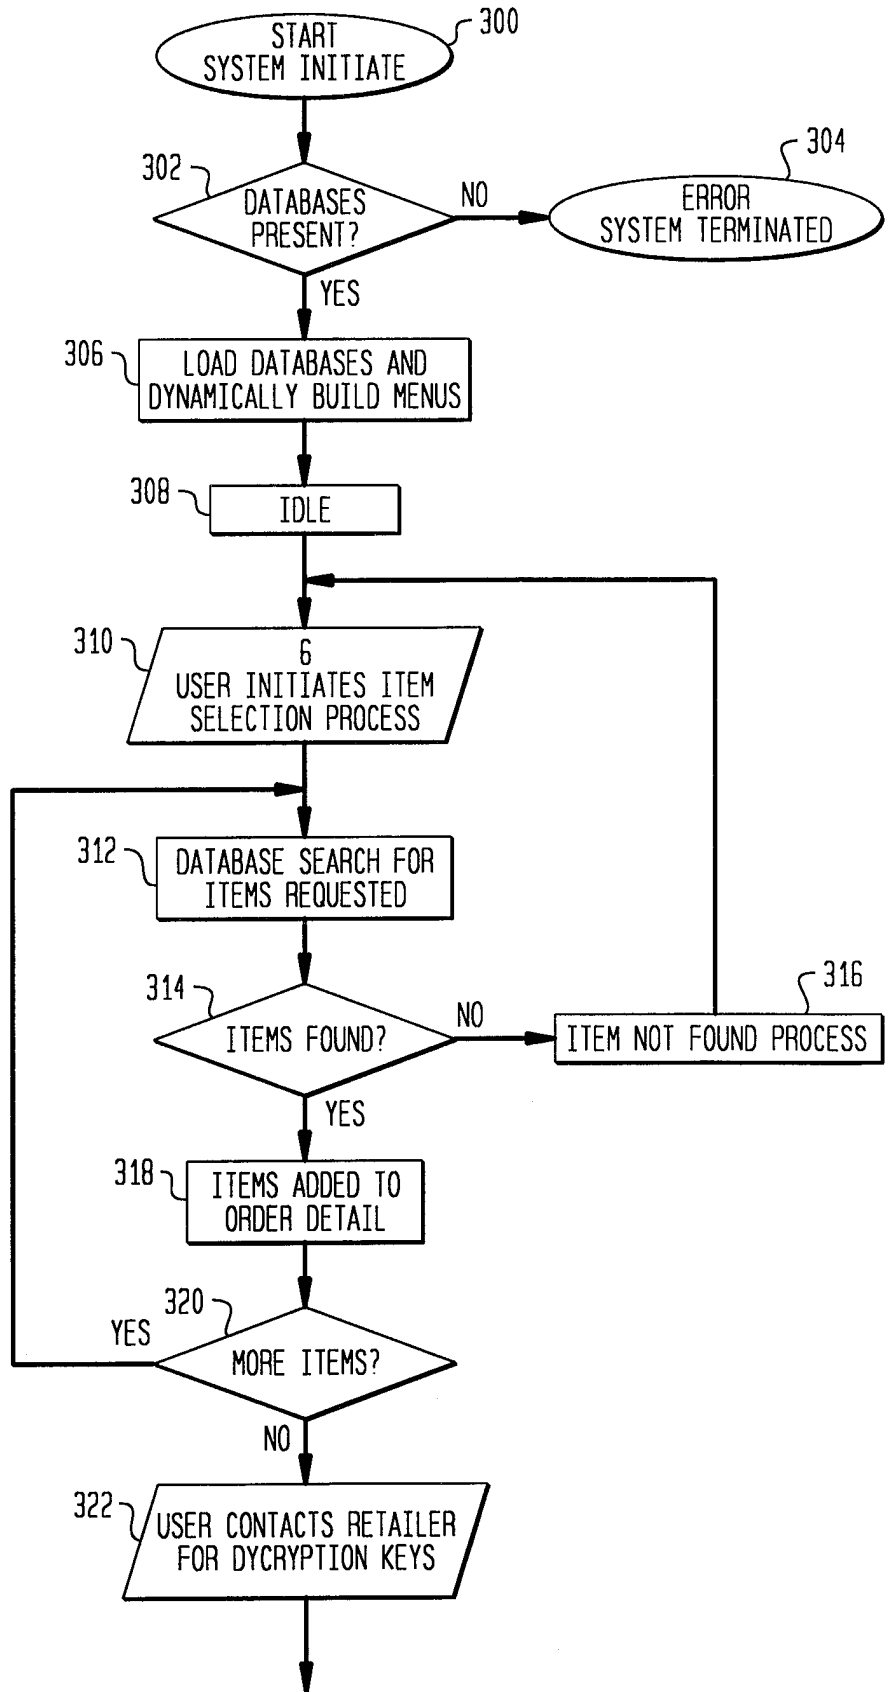 START
SYSTEM INITIATE
300
302
DATABASES
PRESENT?
NO
304
ERROR
SYSTEM TERMINATED
YES
306
LOAD DATABASES AND
DYNAMICALLY BUILD MENUS
308
IDLE
310
6
USER INITIATES ITEM
SELECTION PROCESS
312
DATABASE SEARCH FOR
ITEMS REQUESTED
314
ITEMS FOUND?
NO
316
ITEM NOT FOUND PROCESS
YES
318
ITEMS ADDED TO
ORDER DETAIL
320
YES
MORE ITEMS?
NO
322
USER CONTACTS RETAILER
FOR DYCRYPTION KEYS